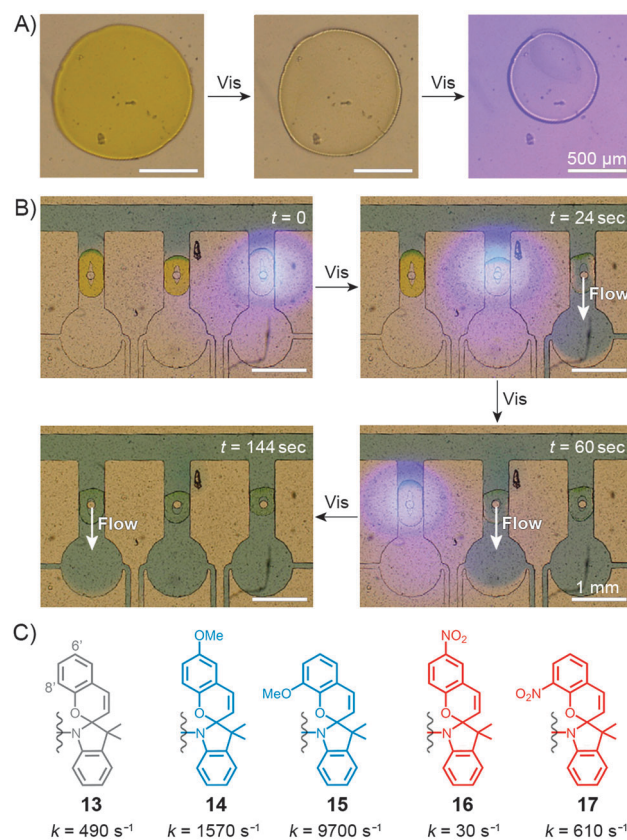 A)
Vis
Vis
500 µm
B)
t = 0
Vis
t = 24 sec
Flow
Vis
t = 144 sec
Flow
Vis
t = 60 sec
Flow
1 mm
C)
6'
8'
O
N
13
k = 490 s⁻¹
OMe
O
N
14
k = 1570 s⁻¹
MeO
O
N
15
k = 9700 s⁻¹
NO₂
O
N
16
k = 30 s⁻¹
O₂N
O
N
17
k = 610 s⁻¹